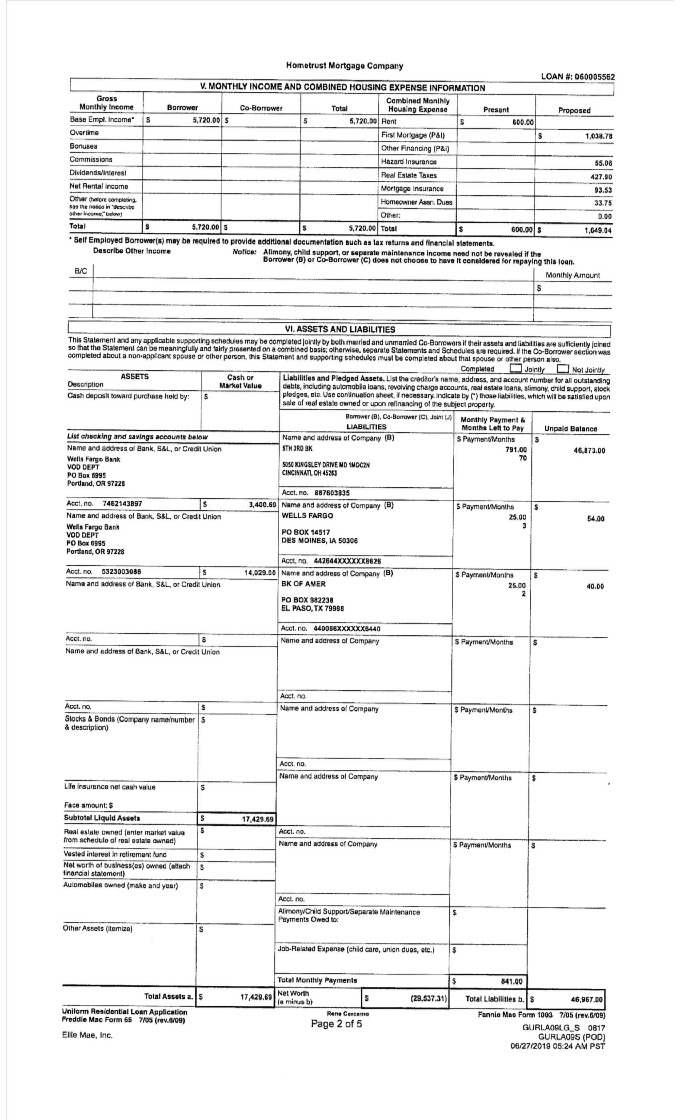 Hometrust Mortgage Company
LOAN #: 060005562
V. MONTHLY INCOME AND COMBINED HOUSING EXPENSE INFORMATION
Gross Monthly Income Borrower Co-Borrower Total Combined Monthly Housing Expense Present Proposed
Base Empl. Income* $ 5,720.00 $ $ 5,720.00 Rent $ 600.00
Overtime First Mortgage (P&I) $ 1,038.78
Bonuses Other Financing (P&I)
Commissions Hazard Insurance 55.08
Dividends/Interest Real Estate Taxes 427.90
Net Rental Income Mortgage Insurance 93.53
Other (before completing, see the notice in "describe other income," below) Homeowner Assn. Dues 33.75
Other: 0.00
Total $ 5,720.00 $ $ 5,720.00 Total $ 600.00 $ 1,649.04
* Self Employed Borrower(s) may be required to provide additional documentation such as tax returns and financial statements.
Describe Other Income Notice: Alimony, child support, or separate maintenance income need not be revealed if the
Borrower (B) or Co-Borrower (C) does not choose to have it considered for repaying this loan.
B/C Monthly Amount
$
VI. ASSETS AND LIABILITIES
This Statement and any applicable supporting schedules may be completed jointly by both married and unmarried Co-Borrowers if their assets and liabilities are sufficiently joined
so that the Statement can be meaningfully and fairly presented on a combined basis; otherwise, separate Statements and Schedules are required. If the Co-Borrower section was
completed about a non-applicant spouse or other person, this Statement and supporting schedules must be completed about that spouse or other person also.
Completed Jointly Not Jointly
ASSETS
Description
Cash or Market Value
Liabilities and Pledged Assets. List the creditor's name, address, and account number for all outstanding
debts, including automobile loans, revolving charge accounts, real estate loans, alimony, child support, stock
pledges, etc. Use continuation sheet, if necessary. Indicate by (*) those liabilities, which will be satisfied upon
sale of real estate owned or upon refinancing of the subject property.
Cash deposit toward purchase held by: $
Borrower (B), Co-Borrower (C), Joint (J)
LIABILITIES
Monthly Payment & Months Left to Pay
Unpaid Balance
List checking and savings accounts below
Name and address of Bank, S&L, or Credit Union
Wells Fargo Bank
VOD DEPT
PO Box 6995
Portland, OR 97228
Acct. no. 7462143897 $ 3,400.69
Name and address of Company (B) $ Payment/Months $
5TH 3RD BK 791.00 46,873.00
70
5050 KINGSLEY DRIVE MD 1MOC2N
CINCINNATI, OH 45263
Acct. no. 887603835
Name and address of Bank, S&L, or Credit Union
Wells Fargo Bank
VOD DEPT
PO Box 6995
Portland, OR 97228
Acct. no. 5323003086 $ 14,029.00
Name and address of Company (B) $ Payment/Months $
WELLS FARGO 25.00 54.00
3
PO BOX 14517
DES MOINES, IA 50306
Acct. no. 442644XXXXXX8626
Name and address of Bank, S&L, or Credit Union
Acct. no. $
Name and address of Company (B) $ Payment/Months $
BK OF AMER 25.00 40.00
2
PO BOX 982238
EL PASO, TX 79998
Acct. no. 440066XXXXXX6440
Name and address of Bank, S&L, or Credit Union
Acct. no. $
Name and address of Company $ Payment/Months $
Acct. no.
Stocks & Bonds (Company name/number & description) $
Name and address of Company $ Payment/Months $
Acct. no.
Life insurance net cash value $
Face amount: $
Subtotal Liquid Assets $ 17,429.69
Name and address of Company $ Payment/Months $
Acct. no.
Real estate owned (enter market value from schedule of real estate owned) $
Vested interest in retirement fund $
Net worth of business(es) owned (attach financial statement) $
Automobiles owned (make and year) $
Name and address of Company $ Payment/Months $
Acct. no.
Other Assets (itemize) $
Alimony/Child Support/Separate Maintenance Payments Owed to: $
Job-Related Expense (child care, union dues, etc.) $
Total Monthly Payments $ 841.00
Total Assets a. $ 17,429.69 Net Worth (a minus b) $ (29,537.31) Total Liabilities b. $ 46,967.00
Uniform Residential Loan Application
Freddie Mac Form 65 7/05 (rev.6/09)
Rene Carcamo
Page 2 of 5
Fannie Mae Form 1003 7/05 (rev.6/09)
Ellie Mae, Inc.
GURLA09LG_S 0817
GURLA09S (POD)
06/27/2019 05:24 AM PST